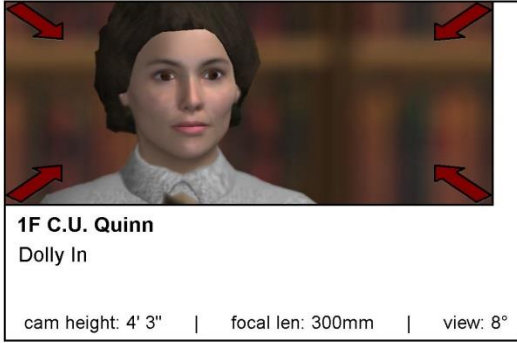 1F C.U. Quinn
Dolly In
cam height: 4' 3" | focal len: 300mm | view: 8°